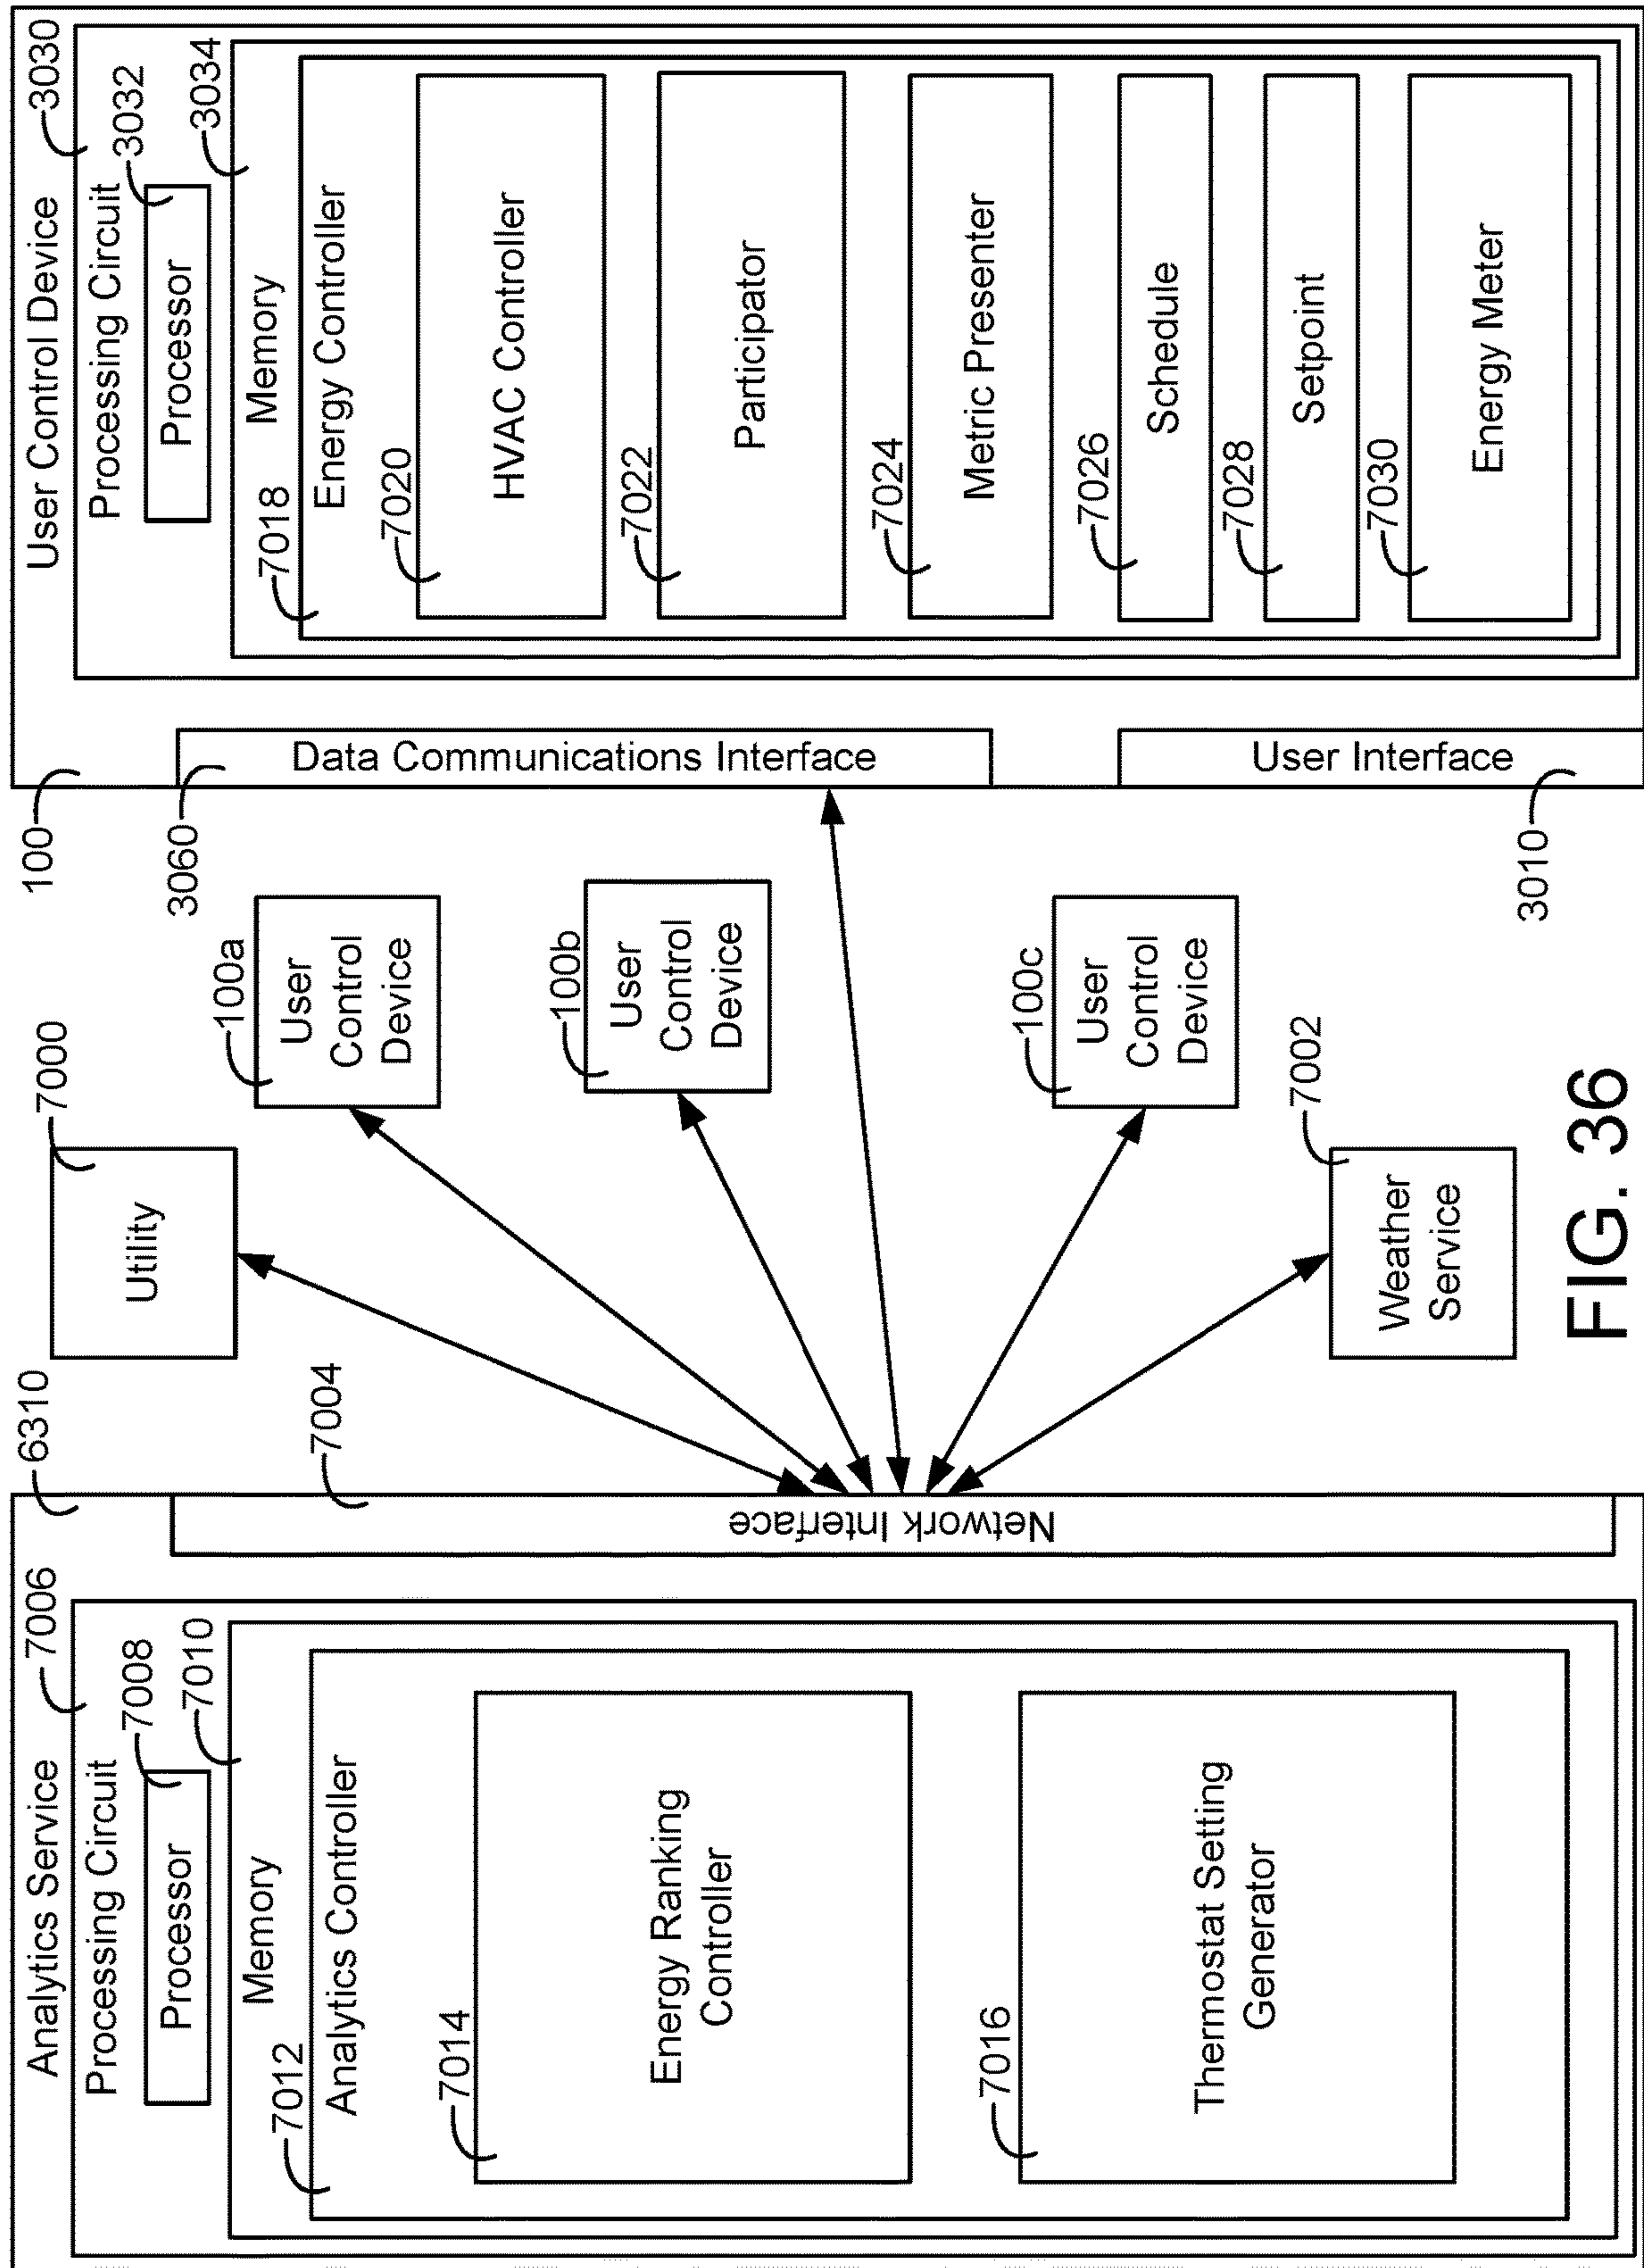 Analytics Service
6310
Processing Circuit
7006
Processor
7008
Memory
7010
7012
Analytics Controller
7014
Energy Ranking
Controller
7016
Thermostat Setting
Generator
Network Interface
7004
Utility
7000
100a
User
Control
Device
100b
User
Control
Device
100c
User
Control
Device
Weather
Service
7002
100
User Control Device
3030
Processing Circuit
3032
Processor
3034
Memory
7018
Energy Controller
7020
HVAC Controller
7022
Participator
7024
Metric Presenter
7026
Schedule
7028
Setpoint
7030
Energy Meter
3060
Data Communications Interface
User Interface
3010
FIG. 36